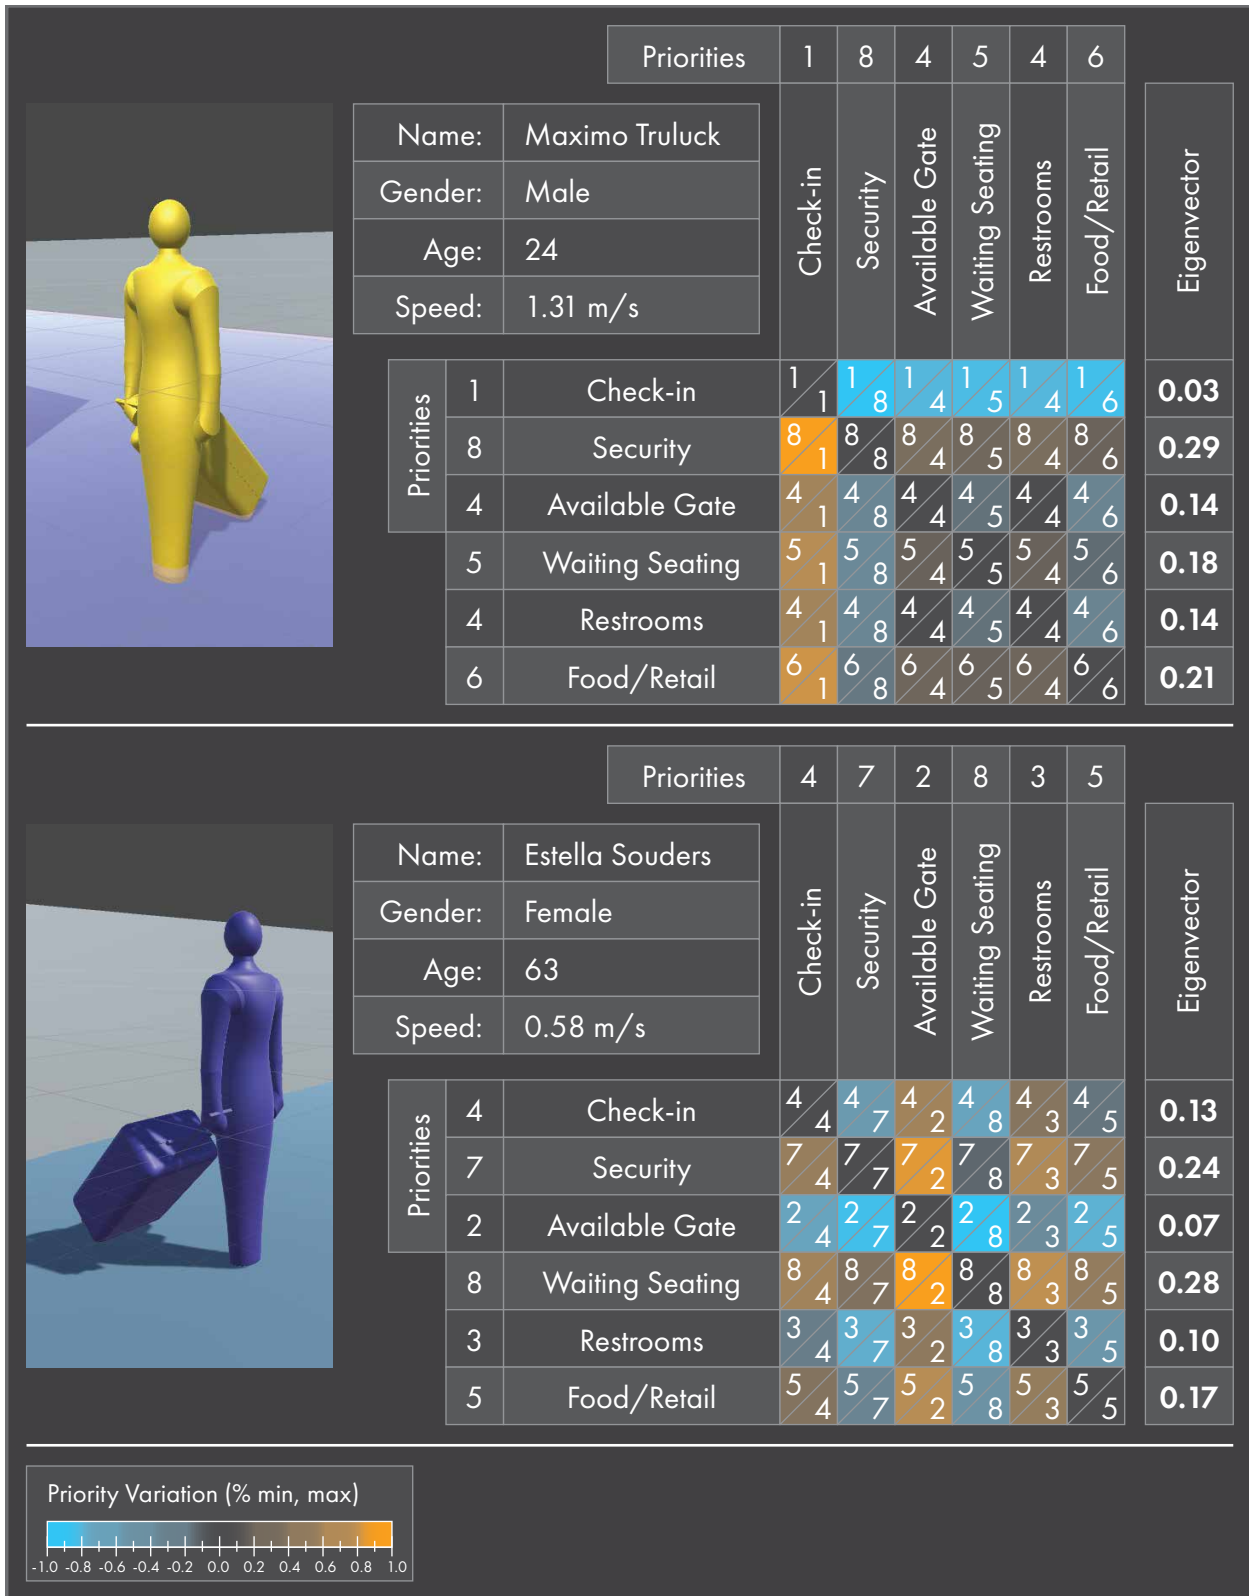 Priorities 1 8 4 5 4 6
Name: Maximo Truluck
Gender: Male
Age: 24
Speed: 1.31 m/s
Check-in
Security
Available Gate
Waiting Seating
Restrooms
Food/Retail
Eigenvector
Priorities
1 Check-in 1/1 1/8 1/4 1/5 1/4 1/6 0.03
8 Security 8/1 8/8 8/4 8/5 8/4 8/6 0.29
4 Available Gate 4/1 4/8 4/4 4/5 4/4 4/6 0.14
5 Waiting Seating 5/1 5/8 5/4 5/5 5/4 5/6 0.18
4 Restrooms 4/1 4/8 4/4 4/5 4/4 4/6 0.14
6 Food/Retail 6/1 6/8 6/4 6/5 6/4 6/6 0.21
Priorities 4 7 2 8 3 5
Name: Estella Souders
Gender: Female
Age: 63
Speed: 0.58 m/s
Check-in
Security
Available Gate
Waiting Seating
Restrooms
Food/Retail
Eigenvector
Priorities
4 Check-in 4/4 4/7 4/2 4/8 4/3 4/5 0.13
7 Security 7/4 7/7 7/2 7/8 7/3 7/5 0.24
2 Available Gate 2/4 2/7 2/2 2/8 2/3 2/5 0.07
8 Waiting Seating 8/4 8/7 8/2 8/8 8/3 8/5 0.28
3 Restrooms 3/4 3/7 3/2 3/8 3/3 3/5 0.10
5 Food/Retail 5/4 5/7 5/2 5/8 5/3 5/5 0.17
Priority Variation (% min, max)
-1.0 -0.8 -0.6 -0.4 -0.2 0.0 0.2 0.4 0.6 0.8 1.0